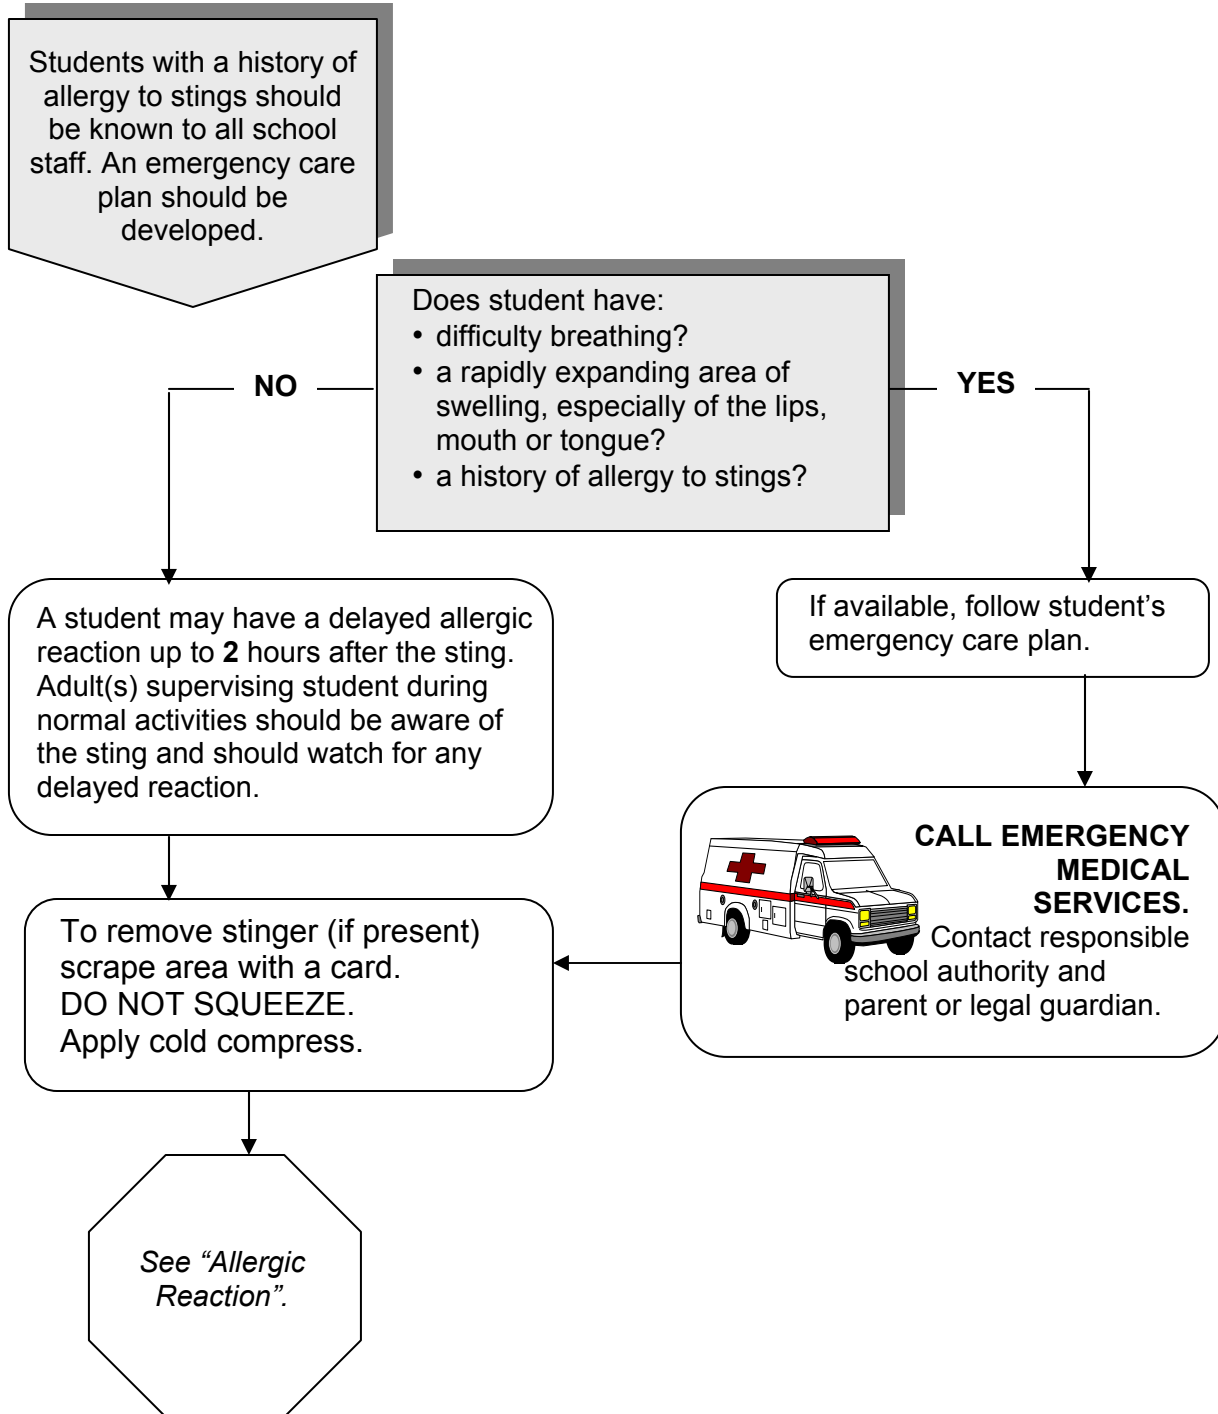 Students with a history of
allergy to stings should
be known to all school
staff. An emergency care
plan should be
developed.
Does student have:
• difficulty breathing?
• a rapidly expanding area of
swelling, especially of the lips,
mouth or tongue?
• a history of allergy to stings?
NO
YES
A student may have a delayed allergic
reaction up to 2 hours after the sting.
Adult(s) supervising student during
normal activities should be aware of
the sting and should watch for any
delayed reaction.
If available, follow student’s
emergency care plan.
CALL EMERGENCY
MEDICAL
SERVICES.
Contact responsible
school authority and
parent or legal guardian.
To remove stinger (if present)
scrape area with a card.
DO NOT SQUEEZE.
Apply cold compress.
See “Allergic
Reaction”.